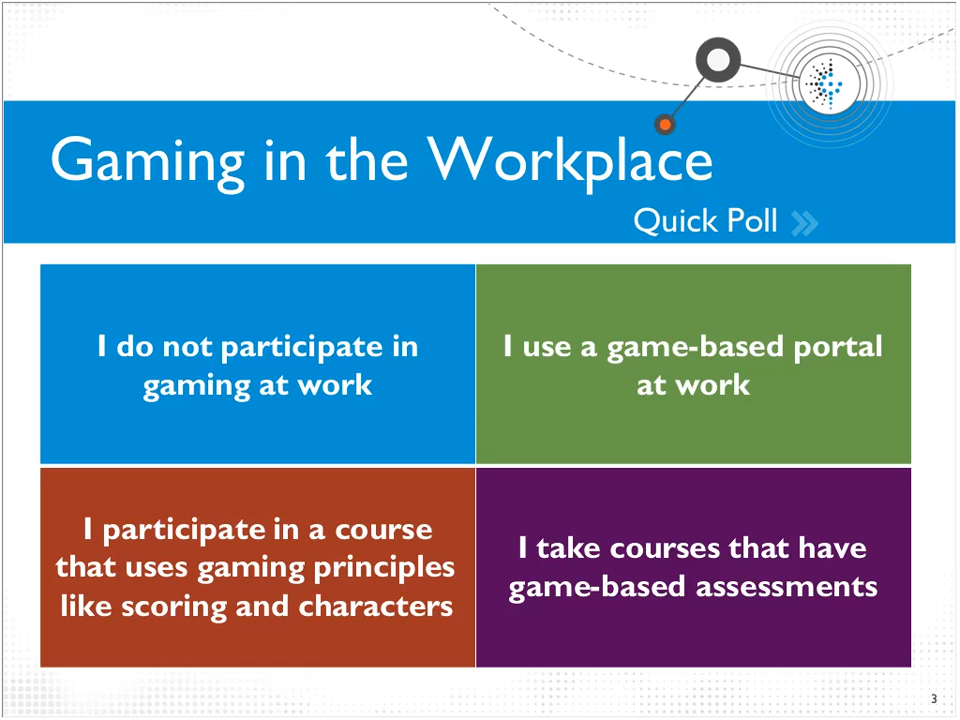 Gaming in the Workplace
Quick Poll
I do not participate in
gaming at work
I use a game-based portal
at work
I participate in a course
that uses gaming principles
like scoring and characters
I take courses that have
game-based assessments
3